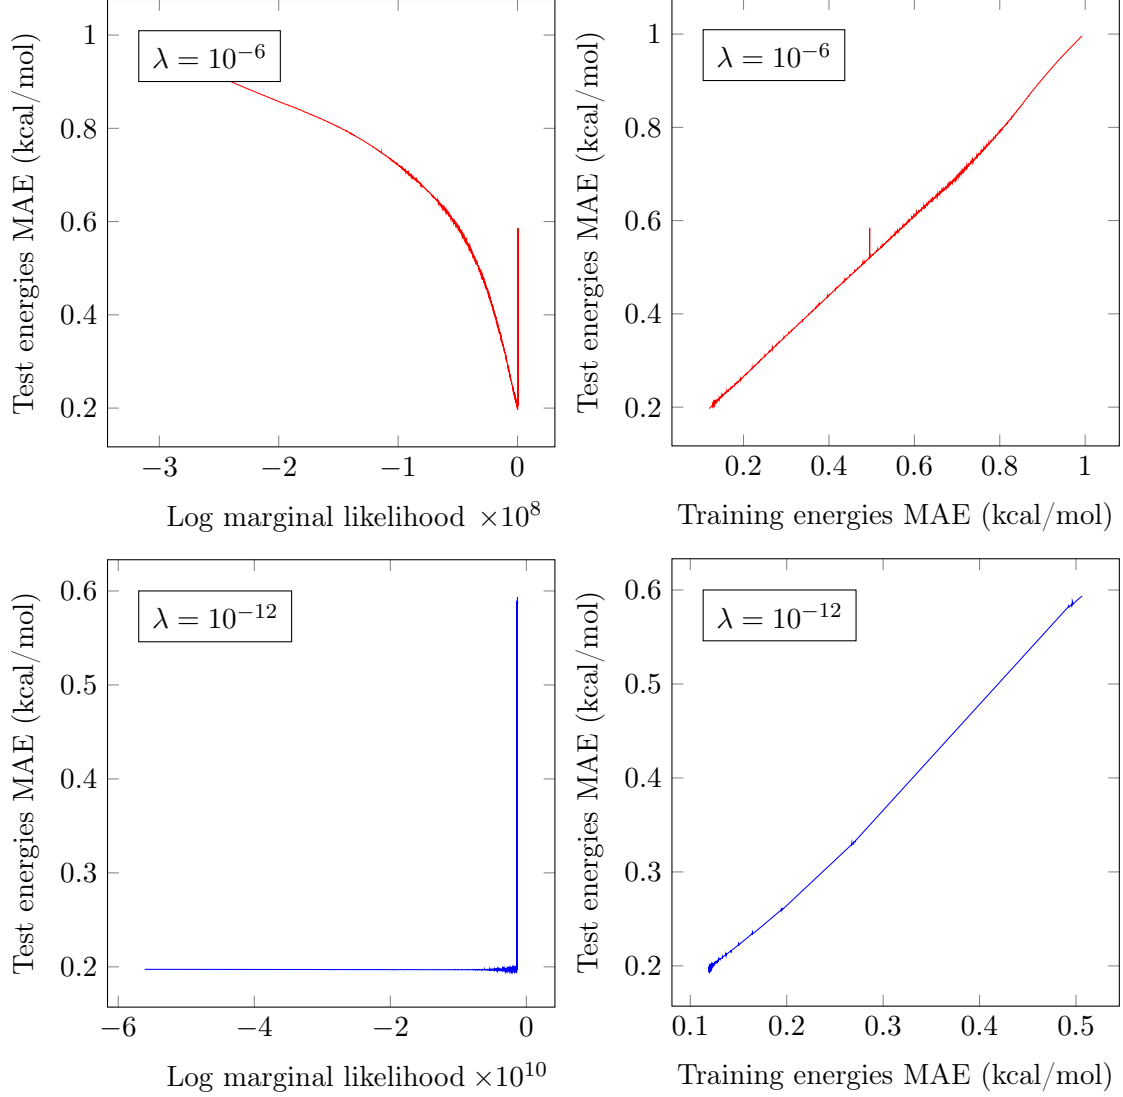 λ = 10⁻⁶
Test energies MAE (kcal/mol)
1
0.8
0.6
0.4
0.2
−3 −2 −1 0
Log marginal likelihood ×10⁸
λ = 10⁻⁶
Test energies MAE (kcal/mol)
1
0.8
0.6
0.4
0.2
0.2 0.4 0.6 0.8 1
Training energies MAE (kcal/mol)
λ = 10⁻¹²
Test energies MAE (kcal/mol)
0.6
0.5
0.4
0.3
0.2
−6 −4 −2 0
Log marginal likelihood ×10¹⁰
λ = 10⁻¹²
Test energies MAE (kcal/mol)
0.6
0.5
0.4
0.3
0.2
0.1 0.2 0.3 0.4 0.5
Training energies MAE (kcal/mol)